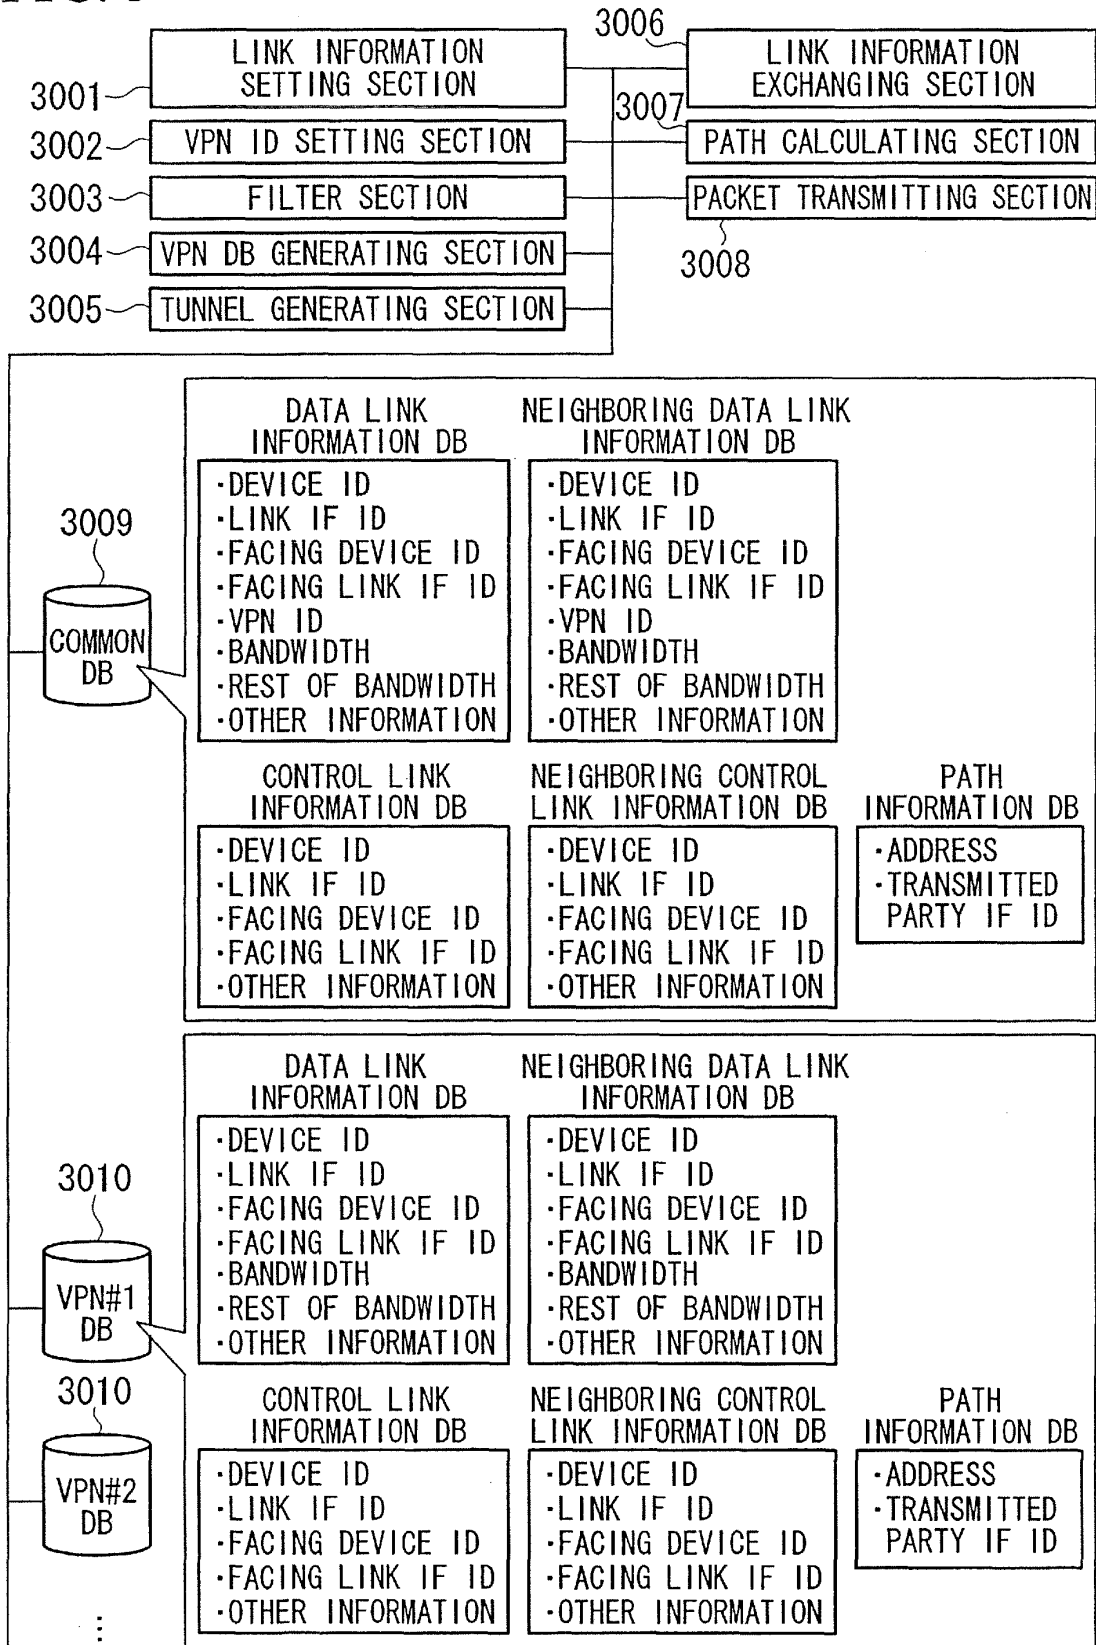 3006
LINK INFORMATION
SETTING SECTION
LINK INFORMATION
EXCHANGING SECTION
3001
3007
3002
VPN ID SETTING SECTION
PATH CALCULATING SECTION
3003
FILTER SECTION
PACKET TRANSMITTING SECTION
3004
VPN DB GENERATING SECTION
3008
3005
TUNNEL GENERATING SECTION
DATA LINK
INFORMATION DB
·DEVICE ID
·LINK IF ID
·FACING DEVICE ID
·FACING LINK IF ID
·VPN ID
·BANDWIDTH
·REST OF BANDWIDTH
·OTHER INFORMATION
NEIGHBORING DATA LINK
INFORMATION DB
·DEVICE ID
·LINK IF ID
·FACING DEVICE ID
·FACING LINK IF ID
·VPN ID
·BANDWIDTH
·REST OF BANDWIDTH
·OTHER INFORMATION
3009
COMMON
DB
CONTROL LINK
INFORMATION DB
·DEVICE ID
·LINK IF ID
·FACING DEVICE ID
·FACING LINK IF ID
·OTHER INFORMATION
NEIGHBORING CONTROL
LINK INFORMATION DB
·DEVICE ID
·LINK IF ID
·FACING DEVICE ID
·FACING LINK IF ID
·OTHER INFORMATION
PATH
INFORMATION DB
·ADDRESS
·TRANSMITTED
PARTY IF ID
DATA LINK
INFORMATION DB
·DEVICE ID
·LINK IF ID
·FACING DEVICE ID
·FACING LINK IF ID
·BANDWIDTH
·REST OF BANDWIDTH
·OTHER INFORMATION
NEIGHBORING DATA LINK
INFORMATION DB
·DEVICE ID
·LINK IF ID
·FACING DEVICE ID
·FACING LINK IF ID
·BANDWIDTH
·REST OF BANDWIDTH
·OTHER INFORMATION
3010
VPN#1
DB
3010
VPN#2
DB
CONTROL LINK
INFORMATION DB
·DEVICE ID
·LINK IF ID
·FACING DEVICE ID
·FACING LINK IF ID
·OTHER INFORMATION
NEIGHBORING CONTROL
LINK INFORMATION DB
·DEVICE ID
·LINK IF ID
·FACING DEVICE ID
·FACING LINK IF ID
·OTHER INFORMATION
PATH
INFORMATION DB
·ADDRESS
·TRANSMITTED
PARTY IF ID